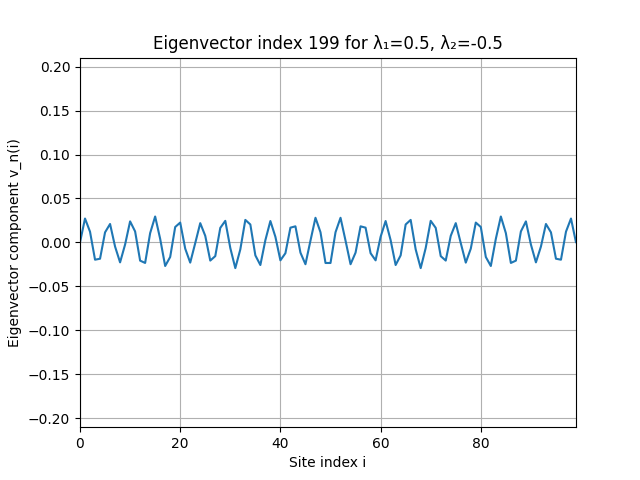 Eigenvector index 199 for λ₁=0.5, λ₂=-0.5
0.20
0.15
0.10
0.05
0.00
−0.05
−0.10
−0.15
−0.20
Eigenvector component v_n(i)
0 20 40 60 80
Site index i